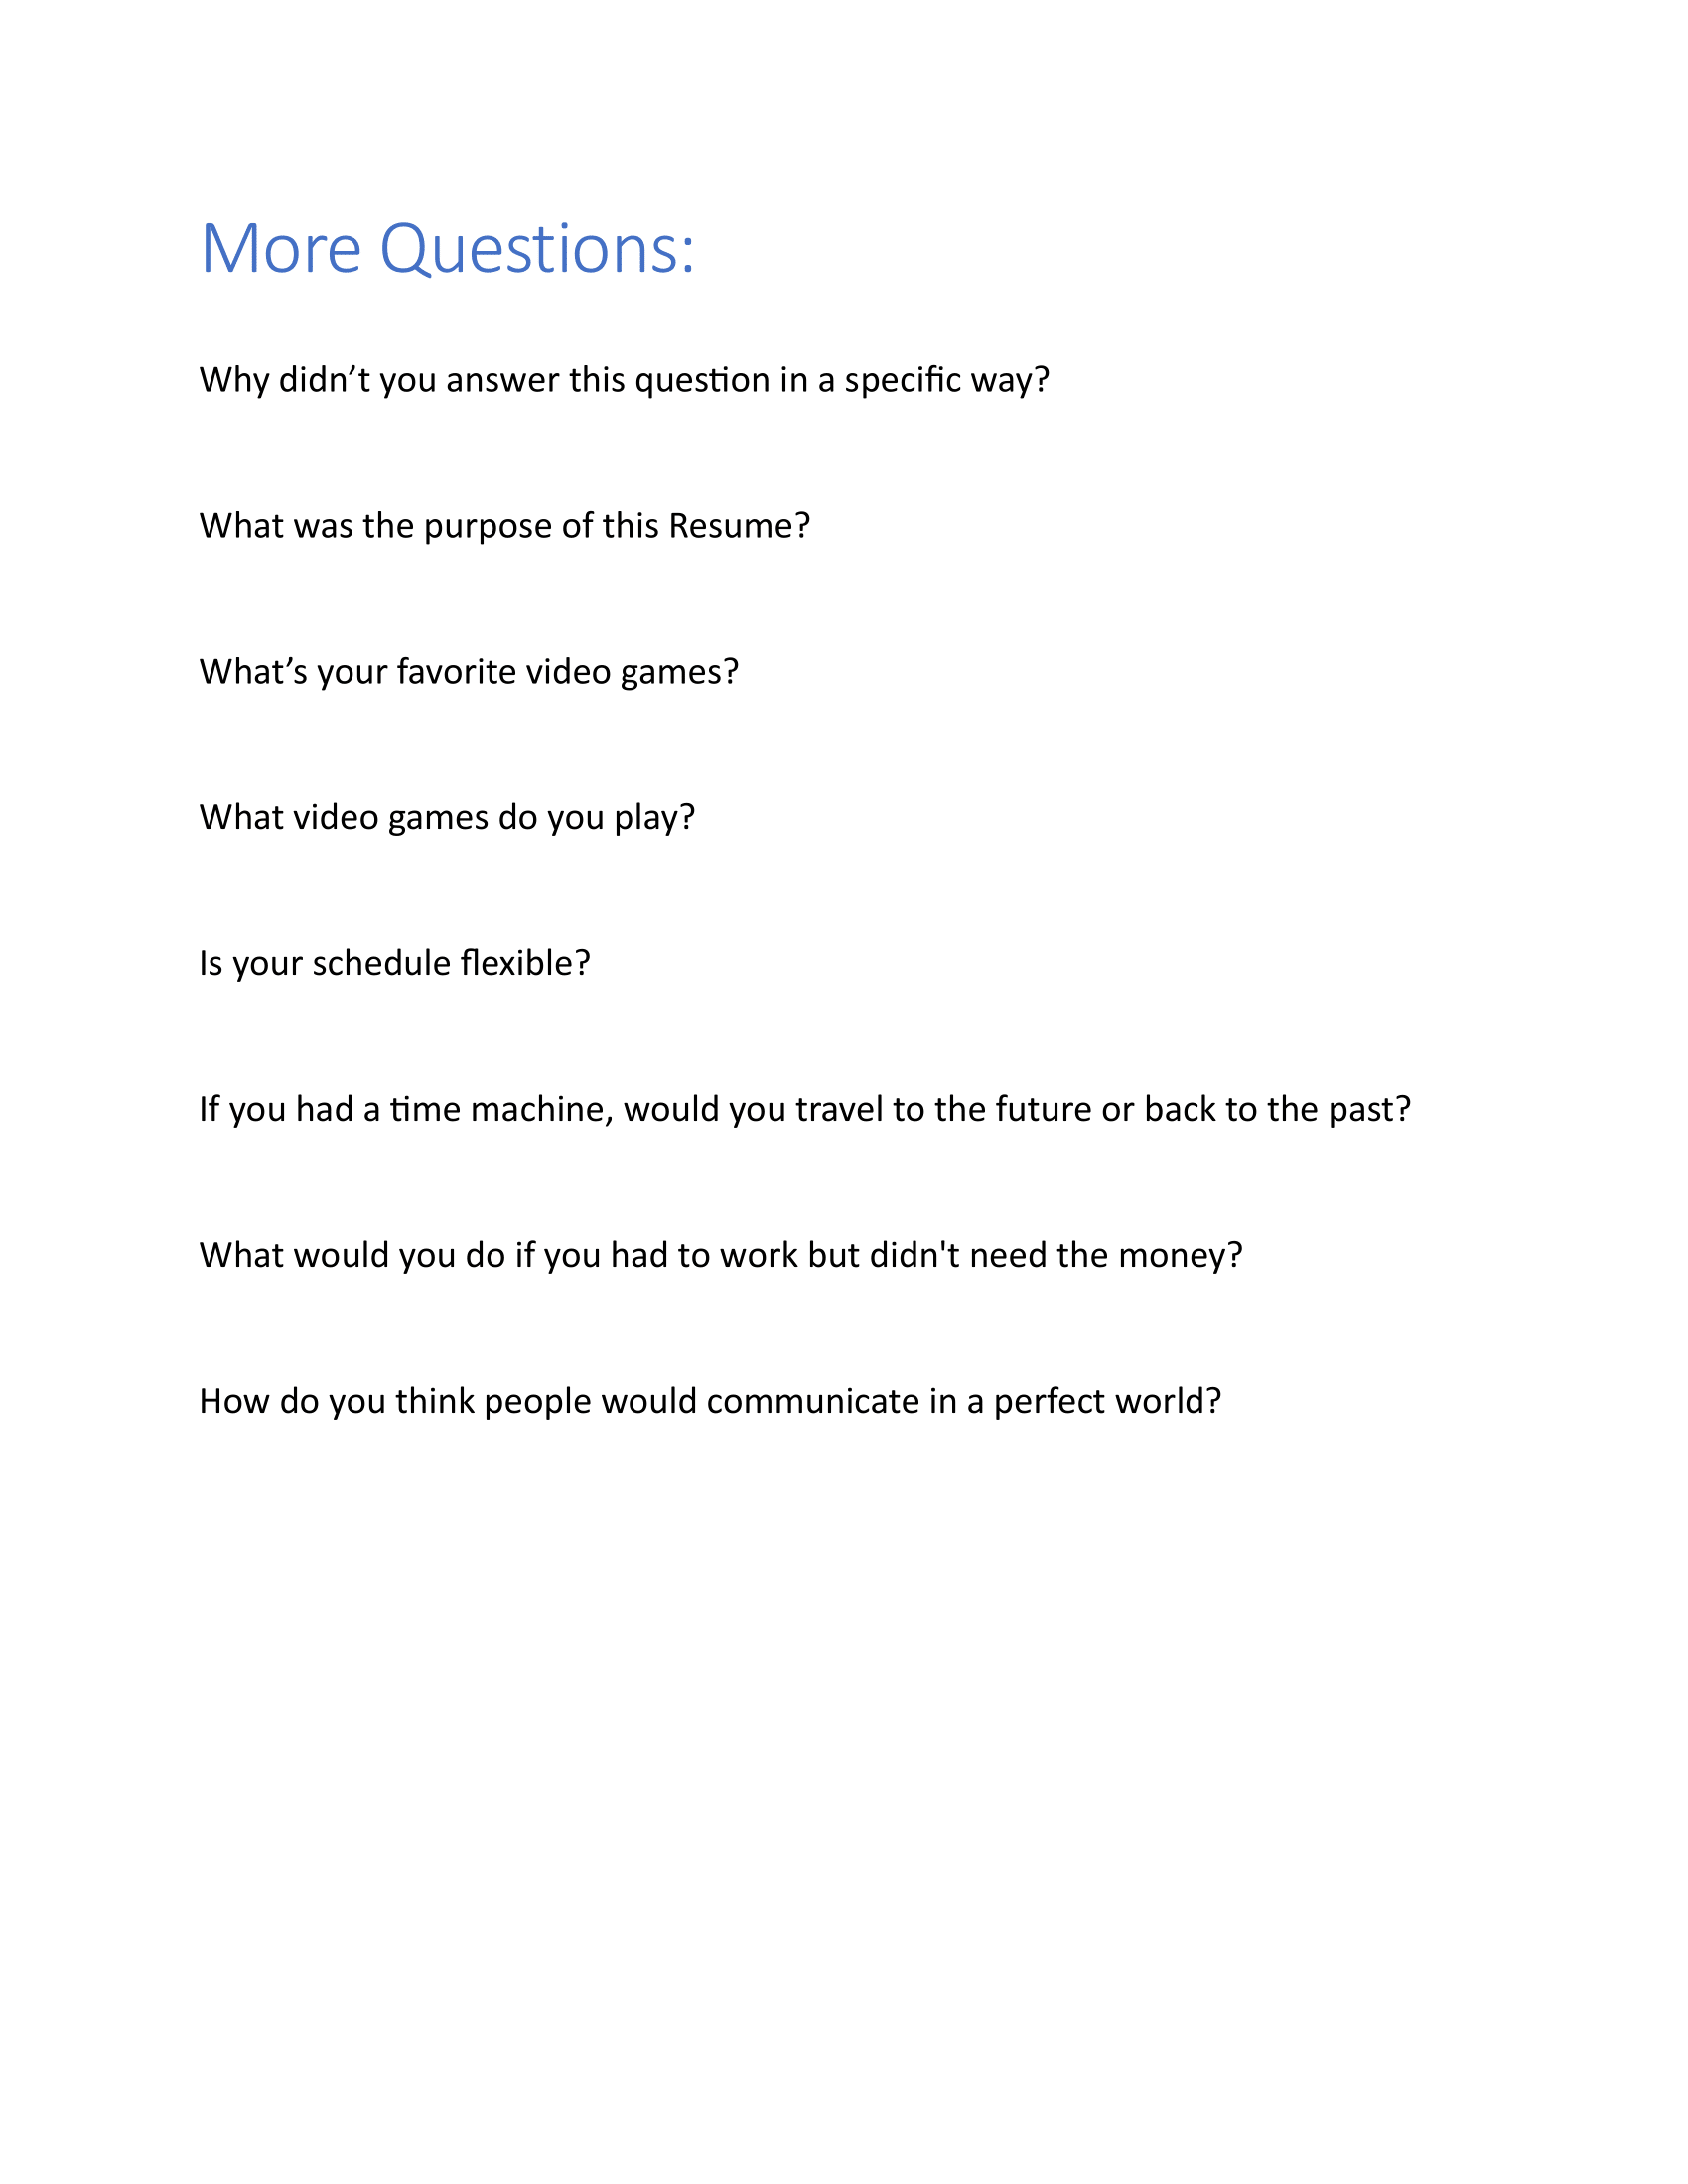 More Questions:
Why didn’t you answer this question in a specific way?
What was the purpose of this Resume?
What’s your favorite video games?
What video games do you play?
Is your schedule flexible?
If you had a time machine, would you travel to the future or back to the past?
What would you do if you had to work but didn't need the money?
How do you think people would communicate in a perfect world?